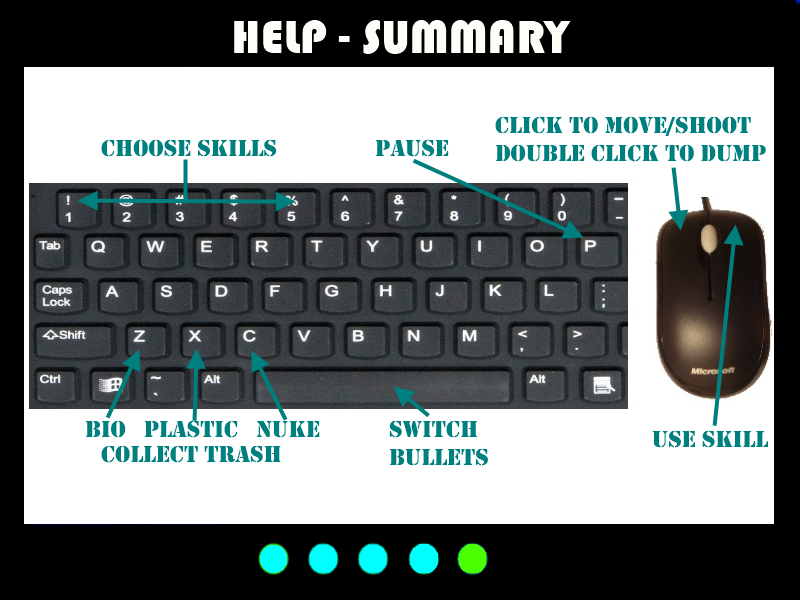 HELP - SUMMARY
CLICK TO MOVE/SHOOT
DOUBLE CLICK TO DUMP
CHOOSE SKILLS
PAUSE
! @ # $ % ^ & * ( ) _
1 2 3 4 5 6 7 8 9 0 -
Tab Q W E R T Y U I O P
Caps Lock A S D F G H J K L : ;
Shift Z X C V B N M < , > .
Ctrl ~ ` Alt Alt
Microsoft
BIO PLASTIC NUKE
COLLECT TRASH
SWITCH
BULLETS
USE SKILL